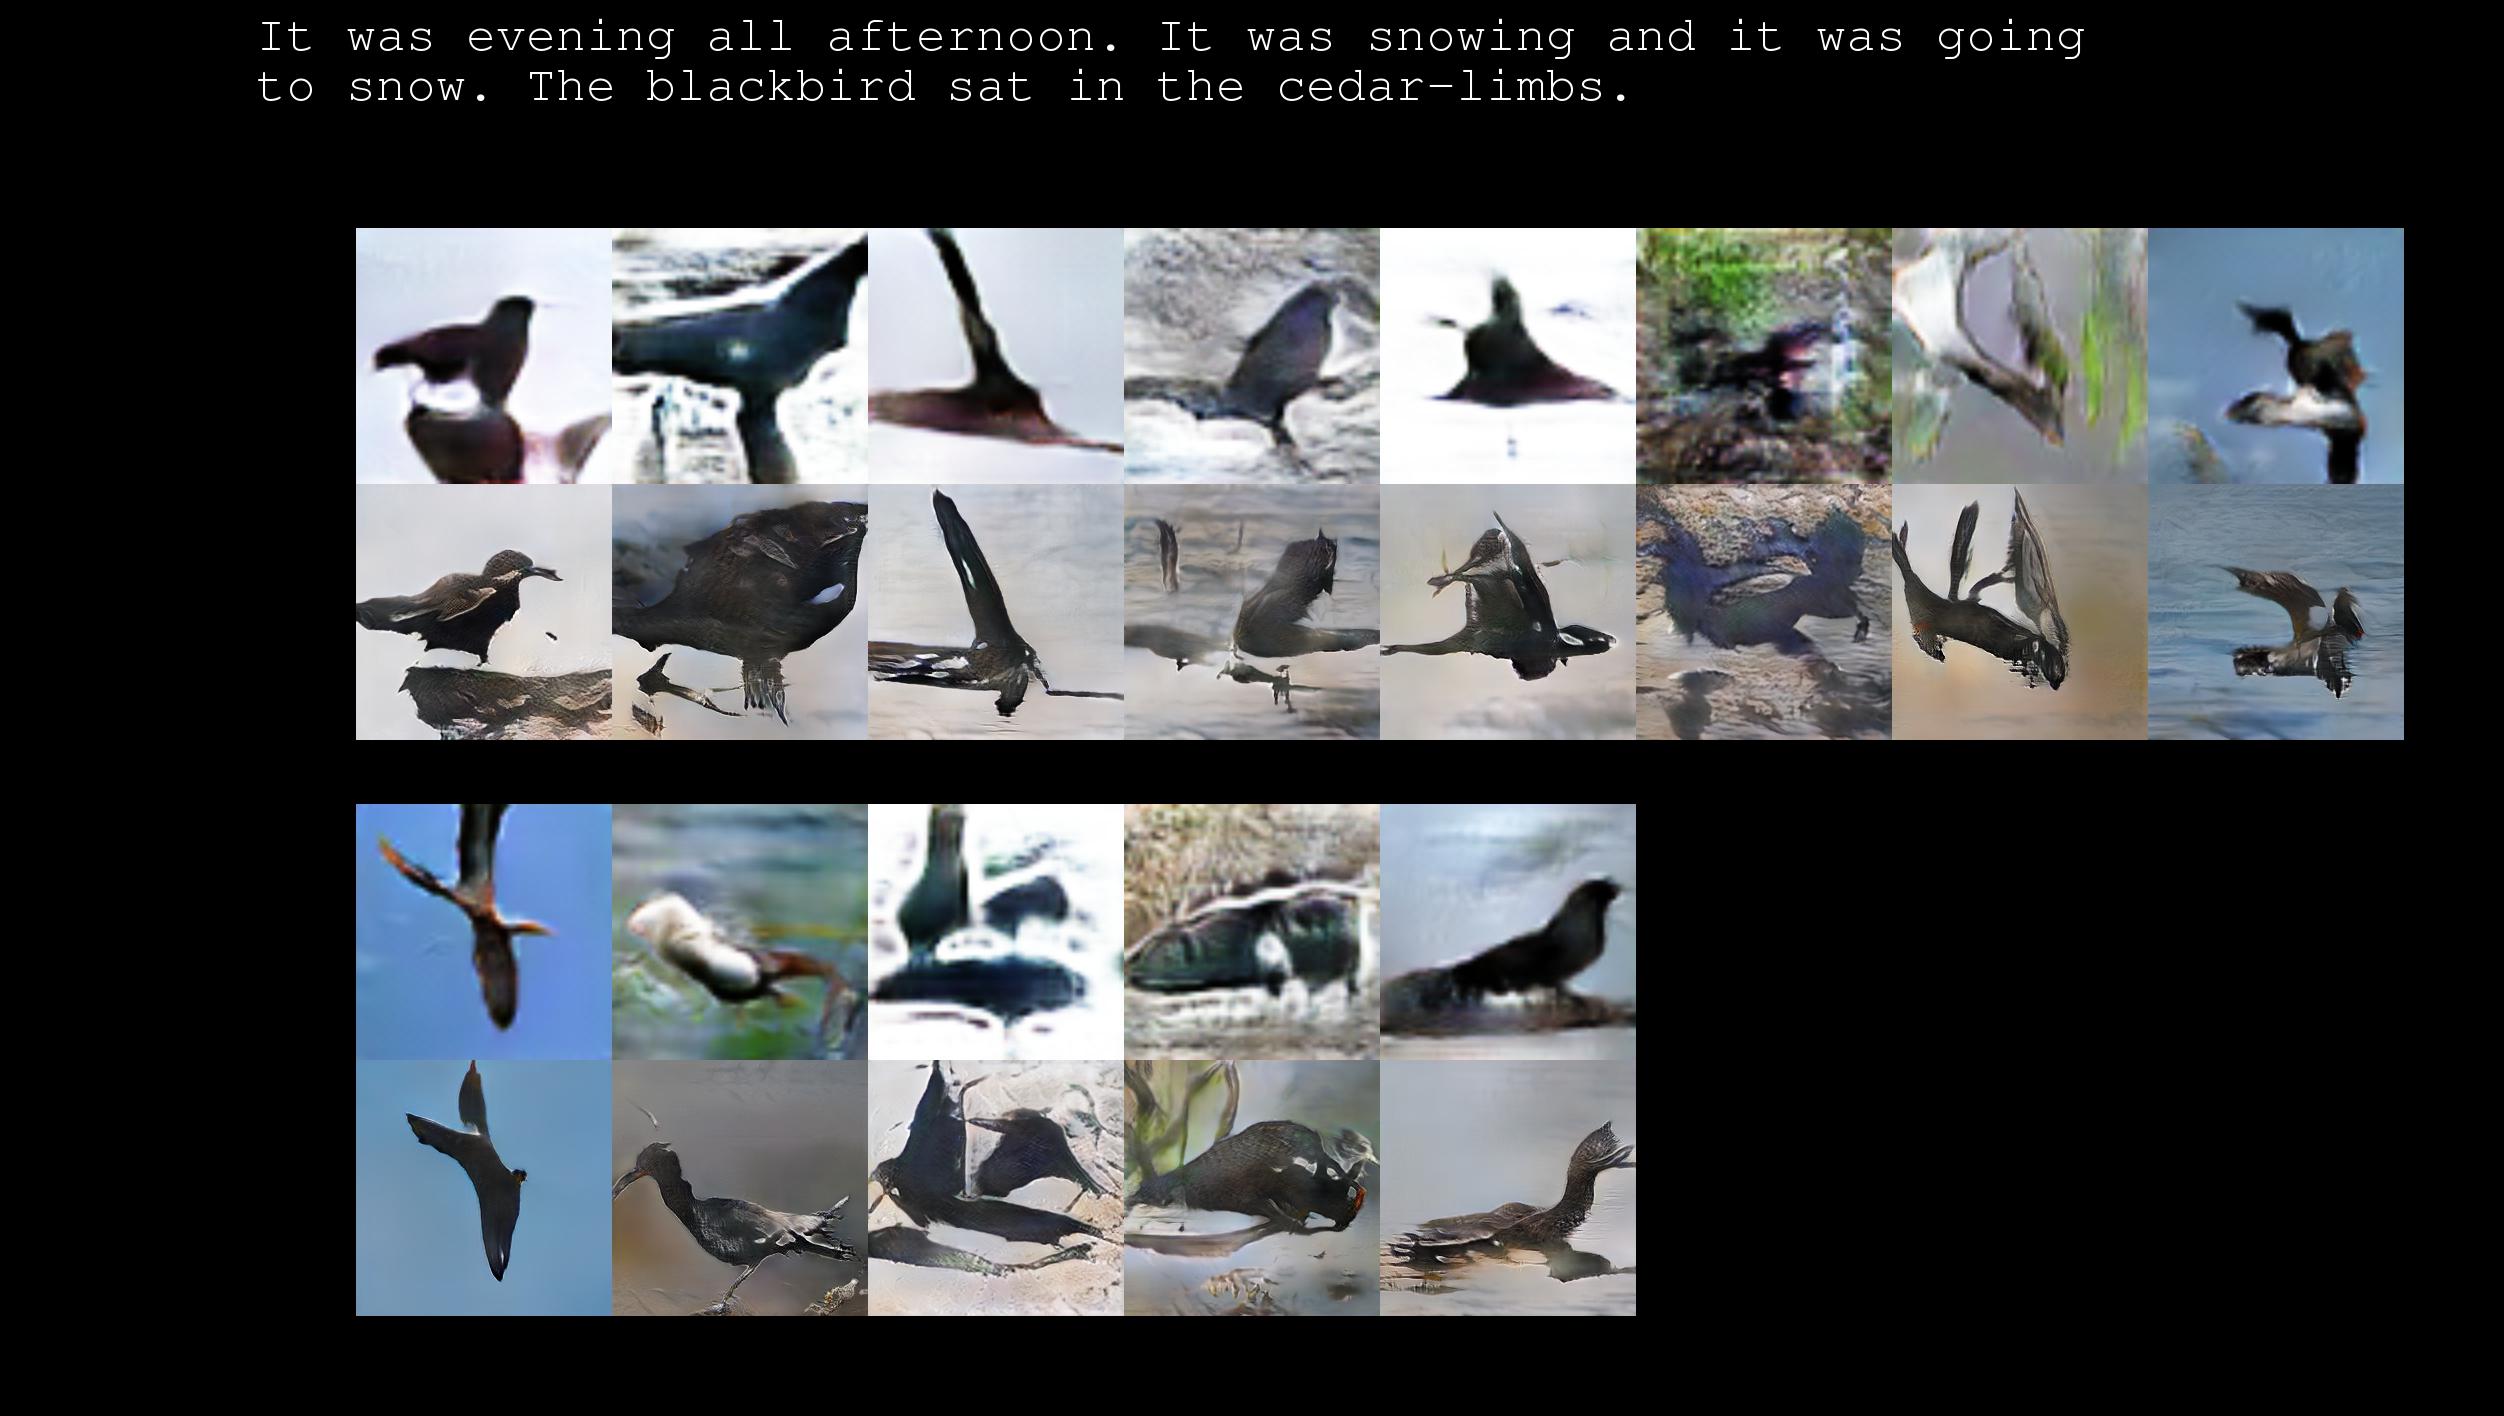 It was evening all afternoon. It was snowing and it was going
to snow. The blackbird sat in the cedar-limbs.